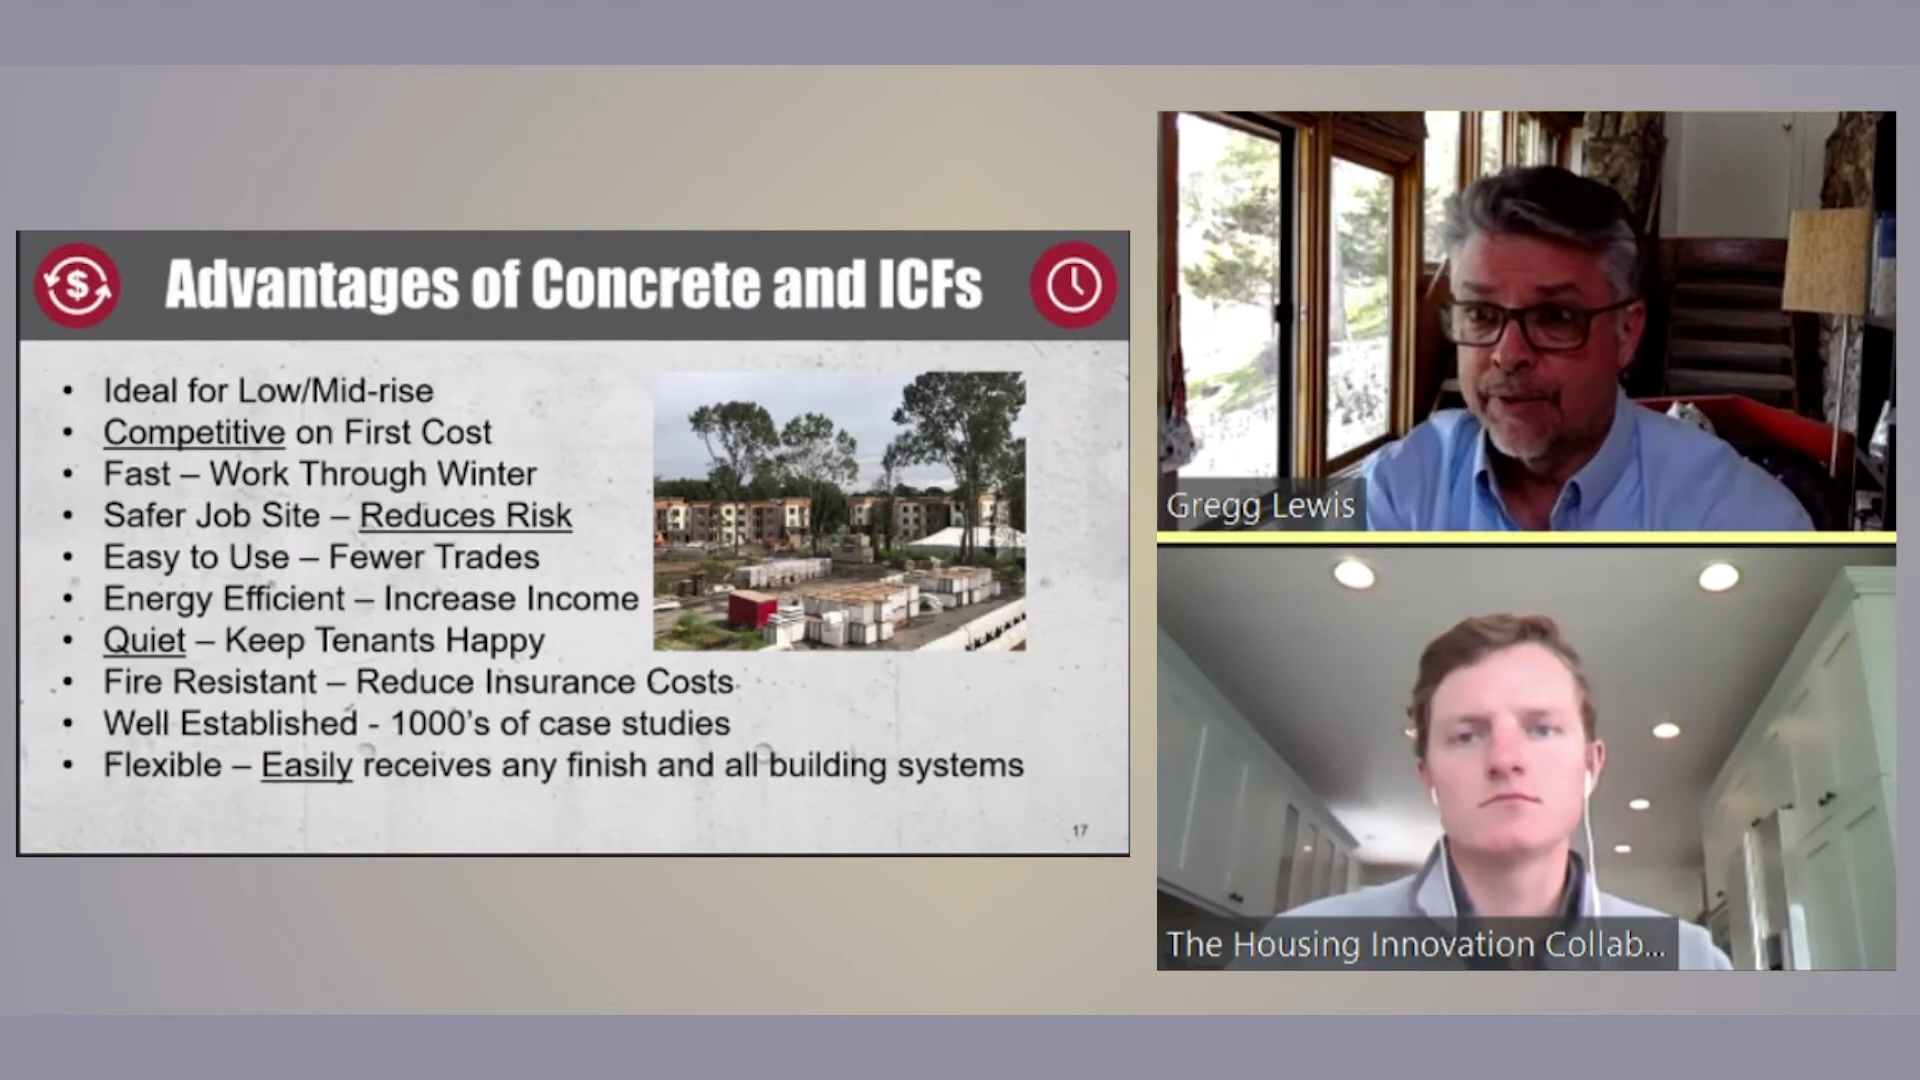 $
Advantages of Concrete and ICFs
• Ideal for Low/Mid-rise
• Competitive on First Cost
• Fast – Work Through Winter
• Safer Job Site – Reduces Risk
• Easy to Use – Fewer Trades
• Energy Efficient – Increase Income
• Quiet – Keep Tenants Happy
• Fire Resistant – Reduce Insurance Costs
• Well Established - 1000's of case studies
• Flexible – Easily receives any finish and all building systems
17
Gregg Lewis
The Housing Innovation Collab...